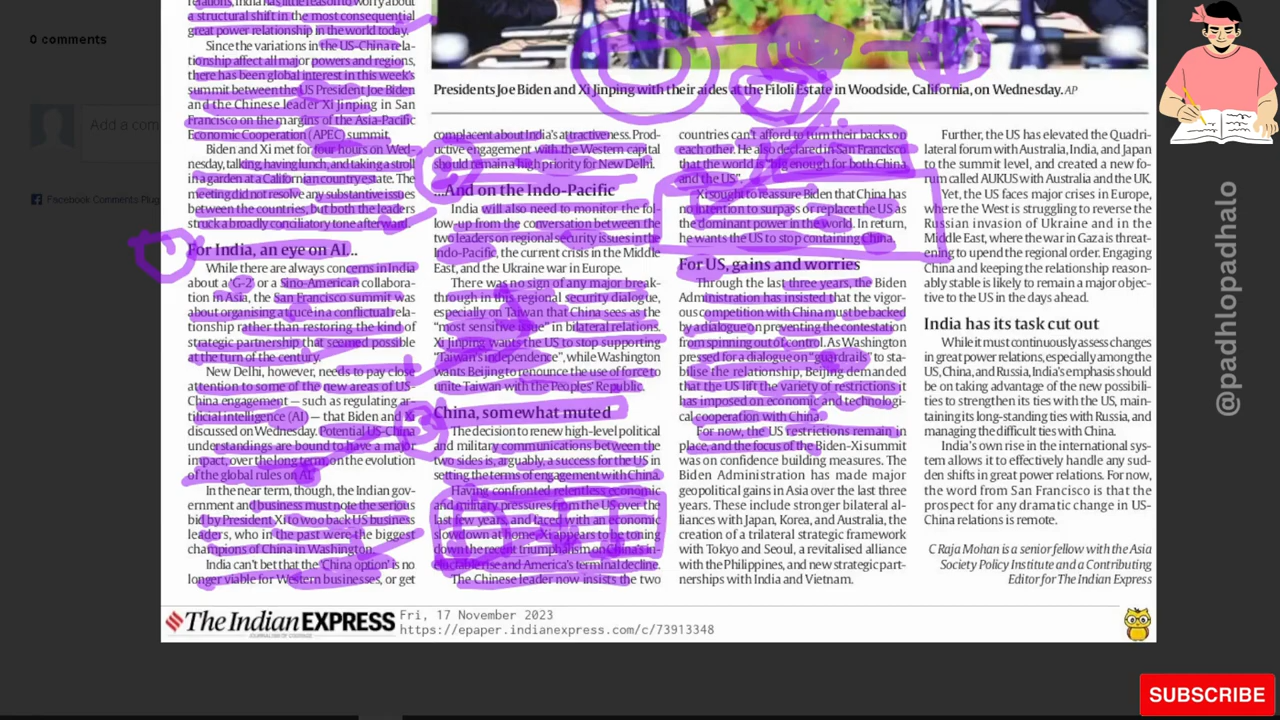 0 comments
Add a com
Facebook Comments Plug
relations, India has little reason to worry about
a structural shift in the most consequential
great power relationship in the world today.
Since the variations in the US-China rela-
tionship affect all major powers and regions,
there has been global interest in this week's
summit between the US President Joe Biden
and the Chinese leader Xi Jinping in San
Francisco on the margins of the Asia-Pacific
Economic Cooperation (APEC) summit.
Biden and Xi met for four hours on Wed-
nesday, talking, having lunch, and taking a stroll
in a garden at a Californian country estate. The
meeting did not resolve any substantive issues
between the countries, but both the leaders
struck a broadly conciliatory tone afterward.
For India, an eye on AI...
While there are always concerns in India
about a 'G-2' or a Sino-American collabora-
tion in Asia, the San Francisco summit was
about organising a truce in a conflictual rela-
tionship rather than restoring the kind of
strategic partnership that seemed possible
at the turn of the century.
New Delhi, however, needs to pay close
attention to some of the new areas of US-
China engagement — such as regulating ar-
tificial intelligence (AI) — that Biden and Xi
discussed on Wednesday. Potential US-China
understandings are bound to have a major
impact, over the long term, on the evolution
of the global rules on AI.
In the near term, though, the Indian gov-
ernment and business must note the serious
bid by President Xi to woo back US business
leaders, who in the past were the biggest
champions of China in Washington.
India can't bet that the 'China option' is no
longer viable for Western businesses, or get
Presidents Joe Biden and Xi Jinping with their aides at the Filoli Estate in Woodside, California, on Wednesday. AP
complacent about India's attractiveness. Prod-
uctive engagement with the Western capital
should remain a high priority for New Delhi.
...And on the Indo-Pacific
India will also need to monitor the fol-
low-up from the conversation between the
two leaders on regional security issues in the
Indo-Pacific, the current crisis in the Middle
East, and the Ukraine war in Europe.
There was no sign of any major break-
through in this regional security dialogue,
especially on Taiwan that China sees as the
"most sensitive issue" in bilateral relations.
Xi Jinping wants the US to stop supporting
"Taiwan's independence", while Washington
wants Beijing to renounce the use of force to
unite Taiwan with the Peoples' Republic.
China, somewhat muted
The decision to renew high-level political
and military communications between the
two sides is, arguably, a success for the US in
setting the terms of engagement with China.
Having confronted relentless economic
and military pressures from the US over the
last few years, and faced with an economic
slowdown at home, Xi appears to be toning
down the recent triumphalism on China's in-
eluctable rise and America's terminal decline.
The Chinese leader now insists the two
countries can't afford to turn their backs on
each other. He also declared in San Francisco
that the world is "big enough for both China
and the US".
Xi sought to reassure Biden that China has
no intention to surpass or replace the US as
the dominant power in the world. In return,
he wants the US to stop containing China.
For US, gains and worries
Through the last three years, the Biden
Administration has insisted that the vigor-
ous competition with China must be backed
by a dialogue on preventing the contestation
from spinning out of control. As Washington
pressed for a dialogue on "guardrails" to sta-
bilise the relationship, Beijing demanded
that the US lift the variety of restrictions it
has imposed on economic and technologi-
cal cooperation with China.
For now, the US restrictions remain in
place, and the focus of the Biden-Xi summit
was on confidence building measures. The
Biden Administration has made major
geopolitical gains in Asia over the last three
years. These include stronger bilateral al-
liances with Japan, Korea, and Australia, the
creation of a trilateral strategic framework
with Tokyo and Seoul, a revitalised alliance
with the Philippines, and new strategic part-
nerships with India and Vietnam.
Further, the US has elevated the Quadri-
lateral forum with Australia, India, and Japan
to the summit level, and created a new fo-
rum called AUKUS with Australia and the UK.
Yet, the US faces major crises in Europe,
where the West is struggling to reverse the
Russian invasion of Ukraine and in the
Middle East, where the war in Gaza is threat-
ening to upend the regional order. Engaging
China and keeping the relationship reason-
ably stable is likely to remain a major objec-
tive to the US in the days ahead.
India has its task cut out
While it must continuously assess changes
in great power relations, especially among the
US, China, and Russia, India's emphasis should
be on taking advantage of the new possibili-
ties to strengthen its ties with the US, main-
taining its long-standing ties with Russia, and
managing the difficult ties with China.
India's own rise in the international sys-
tem allows it to effectively handle any sud-
den shifts in great power relations. For now,
the word from San Francisco is that the
prospect for any dramatic change in US-
China relations is remote.
C Raja Mohan is a senior fellow with the Asia
Society Policy Institute and a Contributing
Editor for The Indian Express
The Indian EXPRESS
JOURNALISM OF COURAGE
Fri, 17 November 2023
https://epaper.indianexpress.com/c/73913348
@padhlopadhalo
SUBSCRIBE